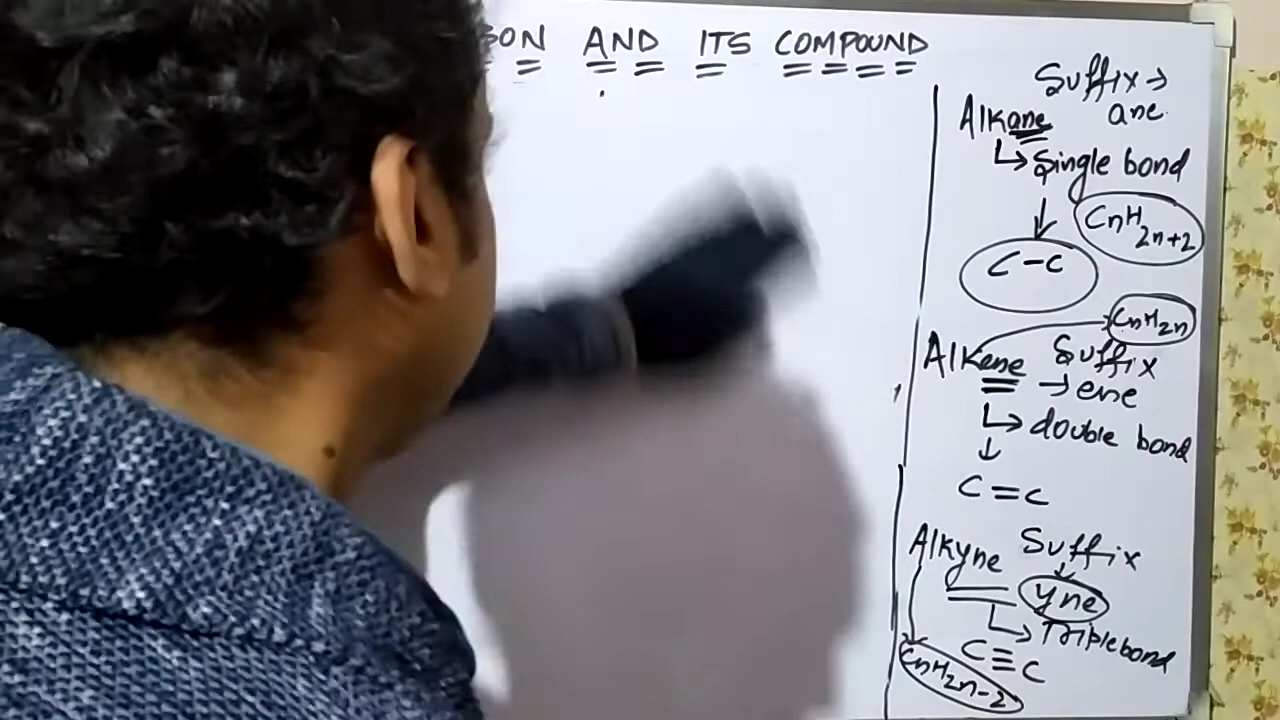 AND ITS COMPOUND
Suffix →
Alkane ane
↳ Single bond
CnH2n+2
C-C
CnH2n
Alkene Suffix
→ ene
↳ double bond
C=C
Alkyne Suffix
yne
↳ Triple bond
C≡C
CnH2n-2